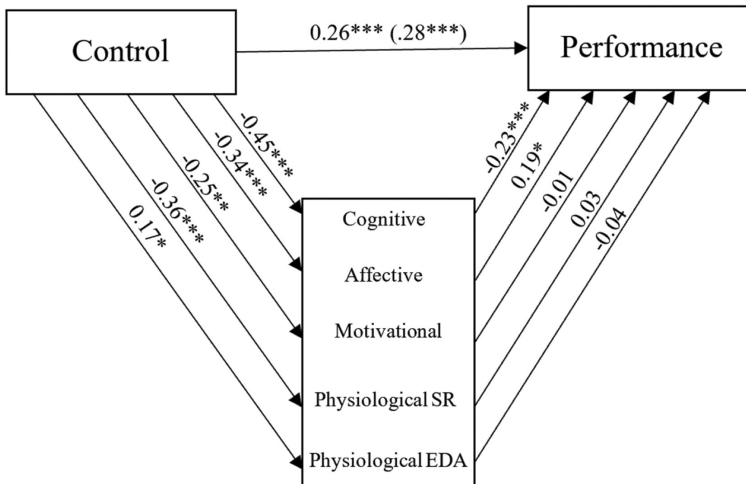 0.26*** (.28***)
Control
Performance
-0.45***
-0.34***
-0.25**
-0.36***
0.17*
-0.23***
0.19*
-0.01
0.03
-0.04
Cognitive
Affective
Motivational
Physiological SR
Physiological EDA